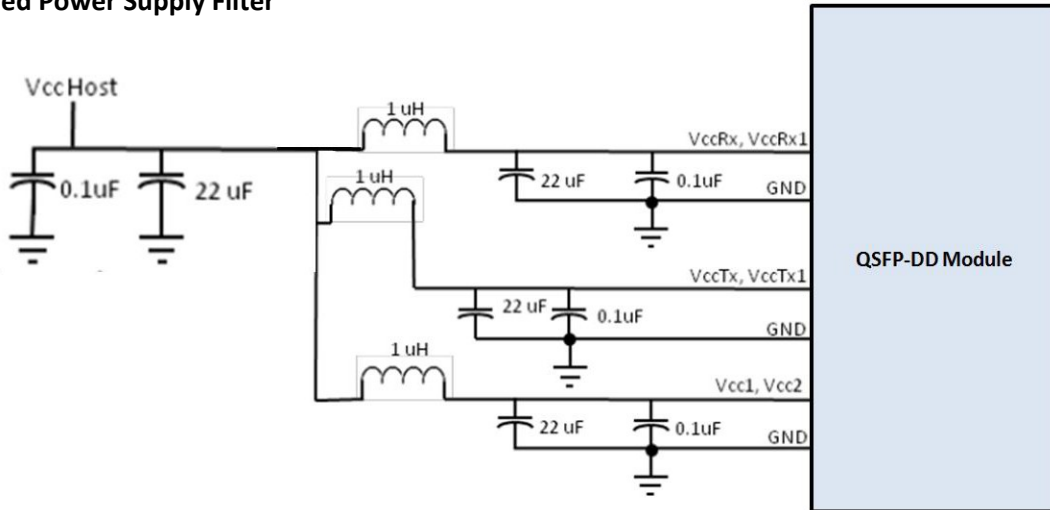 ed Power Supply Filter
VccHost
0.1uF
22 uF
1 uH
VccRx, VccRx1
22 uF
0.1uF
GND
1 uH
VccTx, VccTx1
22 uF
0.1uF
GND
1 uH
Vcc1, Vcc2
22 uF
0.1uF
GND
QSFP-DD Module